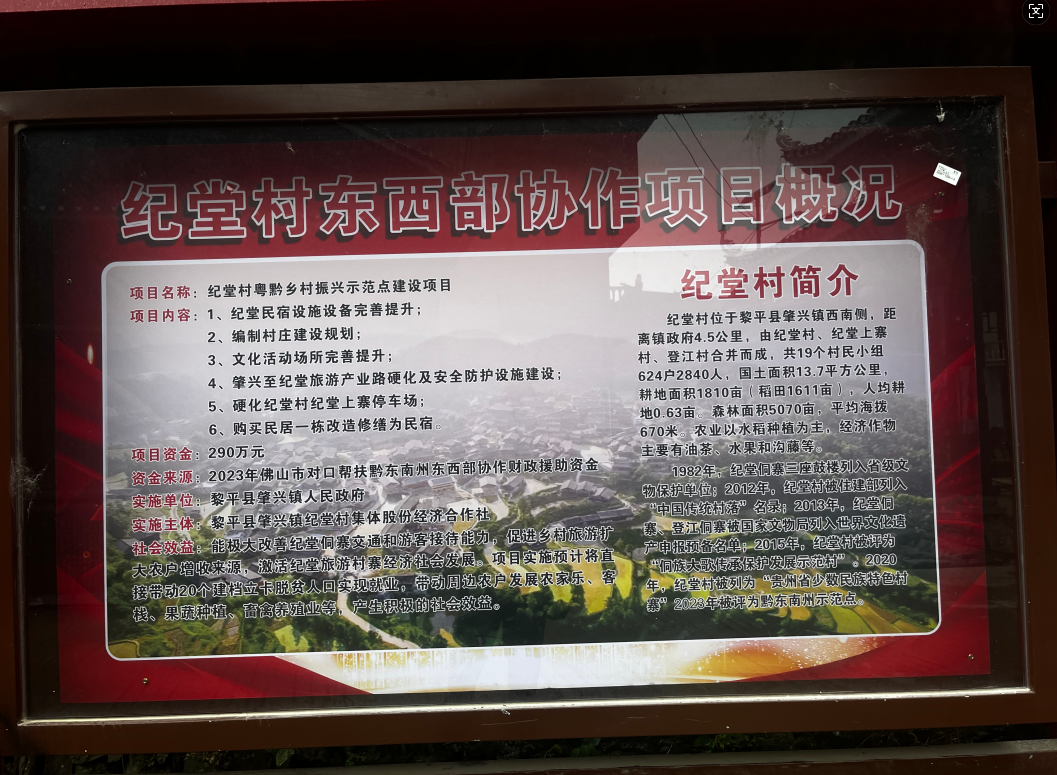 纪堂村东西部协作项目概况
项目名称：纪堂村粤黔乡村振兴示范点建设项目
项目内容：1、纪堂民宿设施设备完善提升；
2、编制村庄建设规划；
3、文化活动场所完善提升；
4、肇兴至纪堂旅游产业路硬化及安全防护设施建设；
5、硬化纪堂村纪堂上寨停车场；
6、购买民居一栋改造修缮为民宿。
项目资金：290万元
资金来源：2023年佛山市对口帮扶黔东南州东西部协作财政援助资金
实施单位：黎平县肇兴镇人民政府
实施主体：黎平县肇兴镇纪堂村集体股份经济合作社
社会效益：能极大改善纪堂侗寨交通和游客接待能力，促进乡村旅游扩
大农户增收来源，激活纪堂旅游村寨经济社会发展。项目实施预计将直
接带动20个建档立卡脱贫人口实现就业，带动周边农户发展农家乐、客
栈、果蔬种植、畜禽养殖业等，产生积极的社会效益。
纪堂村简介
纪堂村位于黎平县肇兴镇西南侧，距
离镇政府4.5公里，由纪堂村、纪堂上寨
村、登江村合并而成，共19个村民小组
624户2840人，国土面积13.7平方公里，
耕地面积1810亩（稻田1611亩），人均耕
地0.63亩。森林面积5070亩，平均海拨
670米。农业以水稻种植为主，经济作物
主要有油茶、水果和沟藤等。
1982年，纪堂侗寨三座鼓楼列入省级文
物保护单位；2012年，纪堂村被住建部列入
“中国传统村落”名录；2013年，纪堂侗
寨、登江侗寨被国家文物局列入世界文化遗
产申报预备名单；2015年，纪堂村被评为
“侗族大歌传承保护发展示范村”。2020
年，纪堂村被列为“贵州省少数民族特色村
寨”2023年被评为黔东南州示范点。